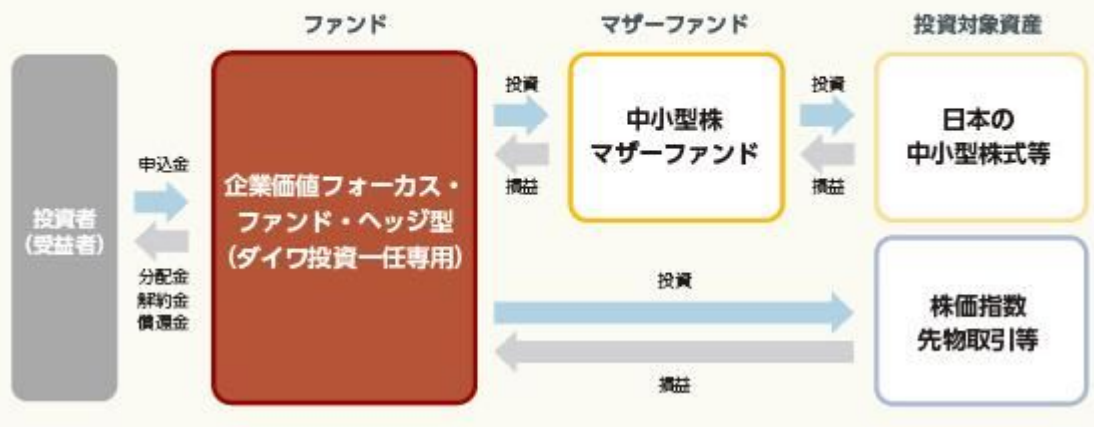 ファンド
マザーファンド
投資対象資産
投資者
(受益者)
申込金
分配金
解約金
償還金
企業価値フォーカス・
ファンド・ヘッジ型
(ダイワ投資一任専用)
投資
損益
中小型株
マザーファンド
投資
損益
日本の
中小型株式等
投資
損益
株価指数
先物取引等